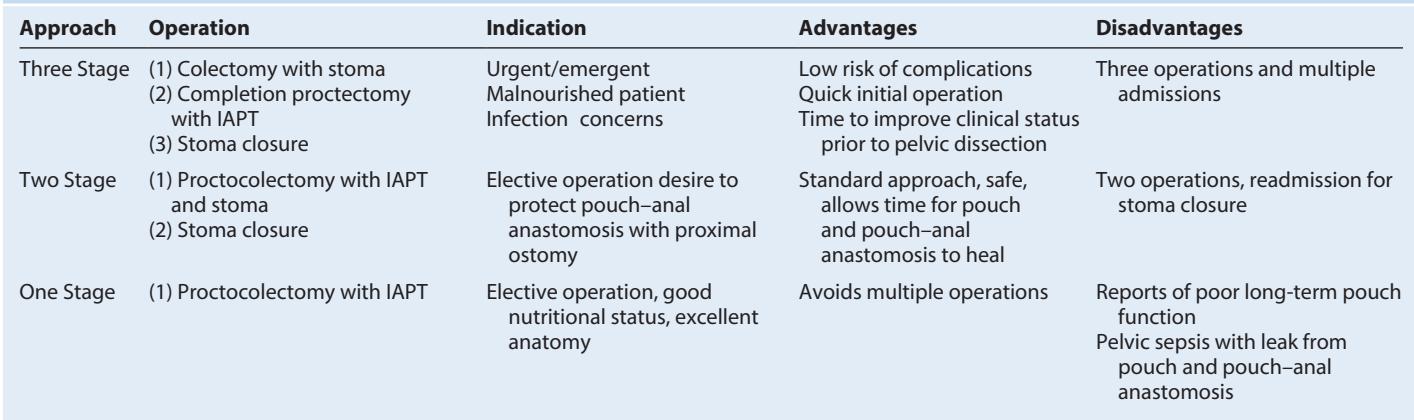 Approach Operation Indication Advantages Disadvantages
Three Stage (1) Colectomy with stoma Urgent/emergent Low risk of complications Three operations and multiple
(2) Completion proctectomy Malnourished patient Quick initial operation admissions
with IAPT Infection concerns Time to improve clinical status
(3) Stoma closure prior to pelvic dissection
Two Stage (1) Proctocolectomy with IAPT Elective operation desire to Standard approach, safe, Two operations, readmission for
and stoma protect pouch–anal allows time for pouch stoma closure
(2) Stoma closure anastomosis with proximal and pouch–anal
ostomy anastomosis to heal
One Stage (1) Proctocolectomy with IAPT Elective operation, good Avoids multiple operations Reports of poor long-term pouch
nutritional status, excellent function
anatomy Pelvic sepsis with leak from
pouch and pouch–anal
anastomosis